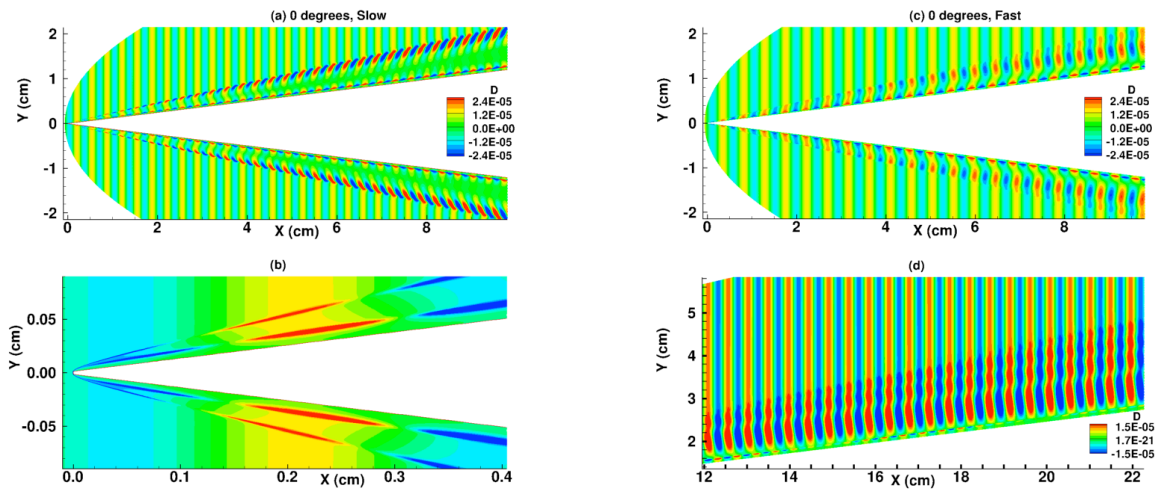 (a) 0 degrees, Slow
2
1
0
-1
-2
Y (cm)
D
2.4E-05
1.2E-05
0.0E+00
-1.2E-05
-2.4E-05
0 2 4 6 8
X (cm)
(c) 0 degrees, Fast
2
1
0
-1
-2
Y (cm)
D
2.4E-05
1.2E-05
0.0E+00
-1.2E-05
-2.4E-05
0 2 4 6 8
X (cm)
(b)
0.05
0.00
-0.05
Y (cm)
0.0 0.1 0.2 0.3 0.4
X (cm)
(d)
5
4
3
2
Y (cm)
D
1.5E-05
1.7E-21
-1.5E-05
12 14 16 18 20 22
X (cm)